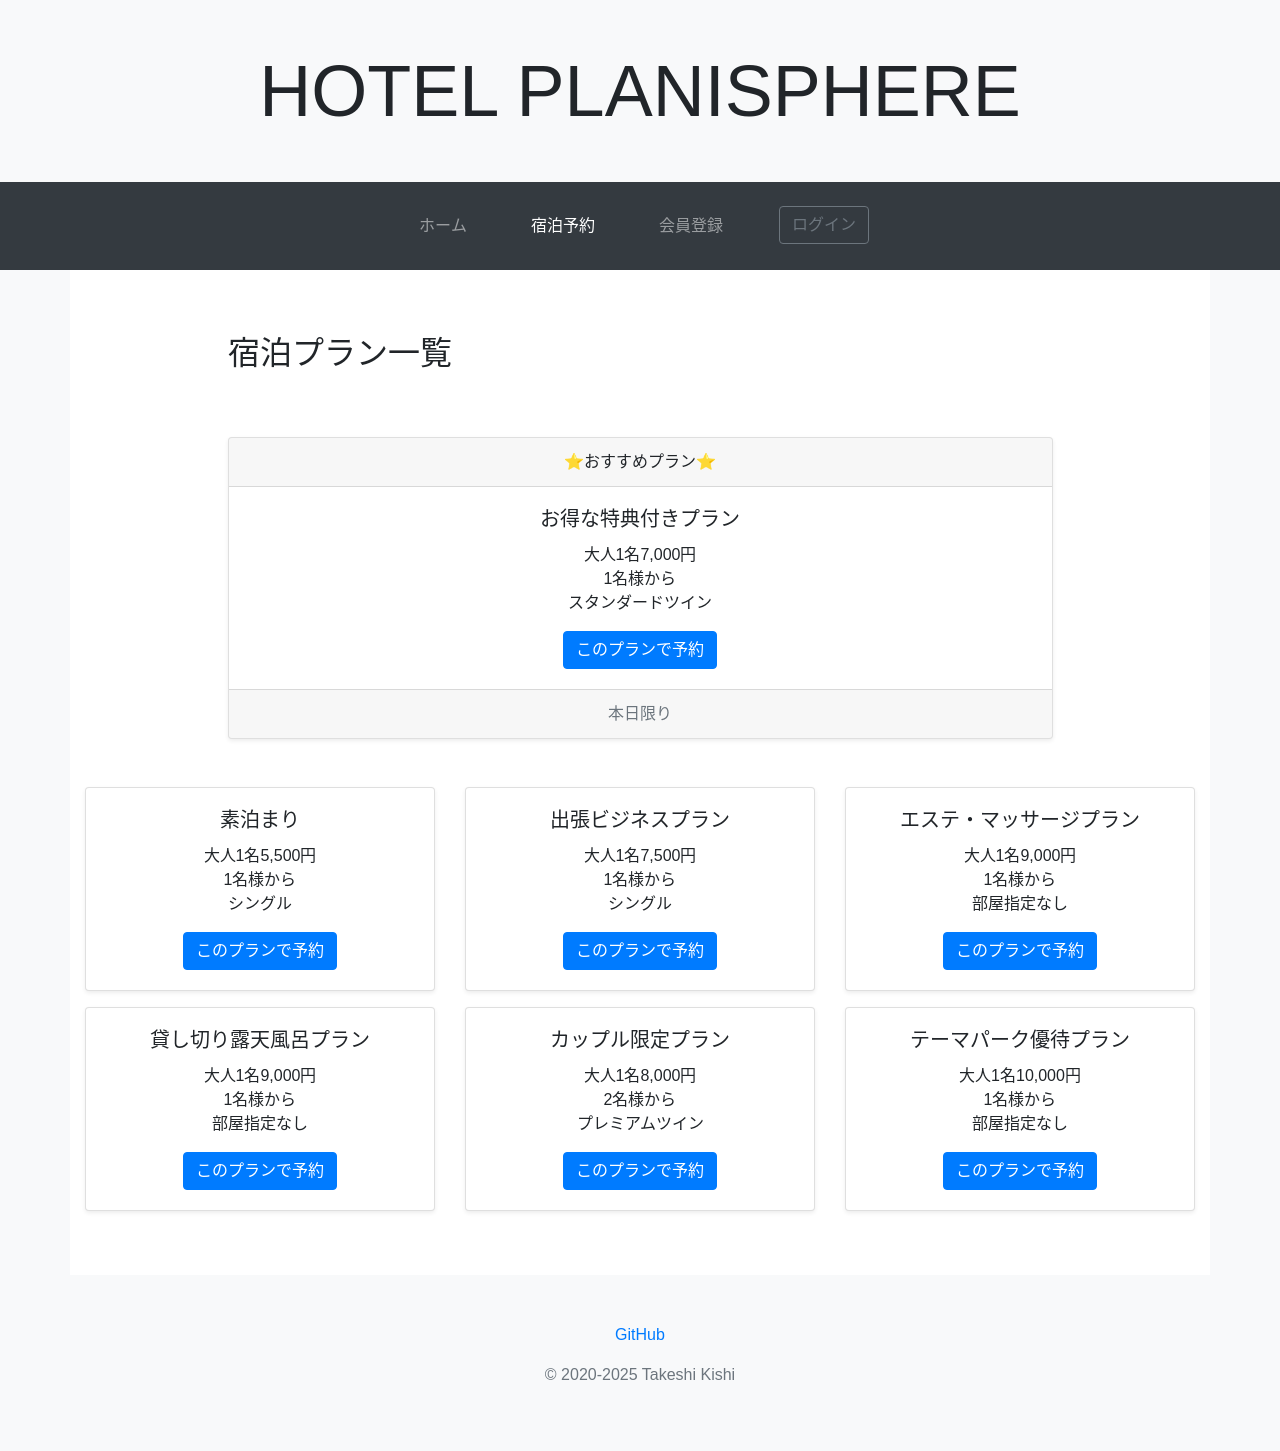 HOTEL PLANISPHERE
ホーム 宿泊予約 会員登録 ログイン
宿泊プラン一覧
⭐おすすめプラン⭐
お得な特典付きプラン
大人1名7,000円
1名様から
スタンダードツイン
このプランで予約
本日限り
素泊まり
大人1名5,500円
1名様から
シングル
このプランで予約
出張ビジネスプラン
大人1名7,500円
1名様から
シングル
このプランで予約
エステ・マッサージプラン
大人1名9,000円
1名様から
部屋指定なし
このプランで予約
貸し切り露天風呂プラン
大人1名9,000円
1名様から
部屋指定なし
このプランで予約
カップル限定プラン
大人1名8,000円
2名様から
プレミアムツイン
このプランで予約
テーマパーク優待プラン
大人1名10,000円
1名様から
部屋指定なし
このプランで予約
GitHub
© 2020-2025 Takeshi Kishi